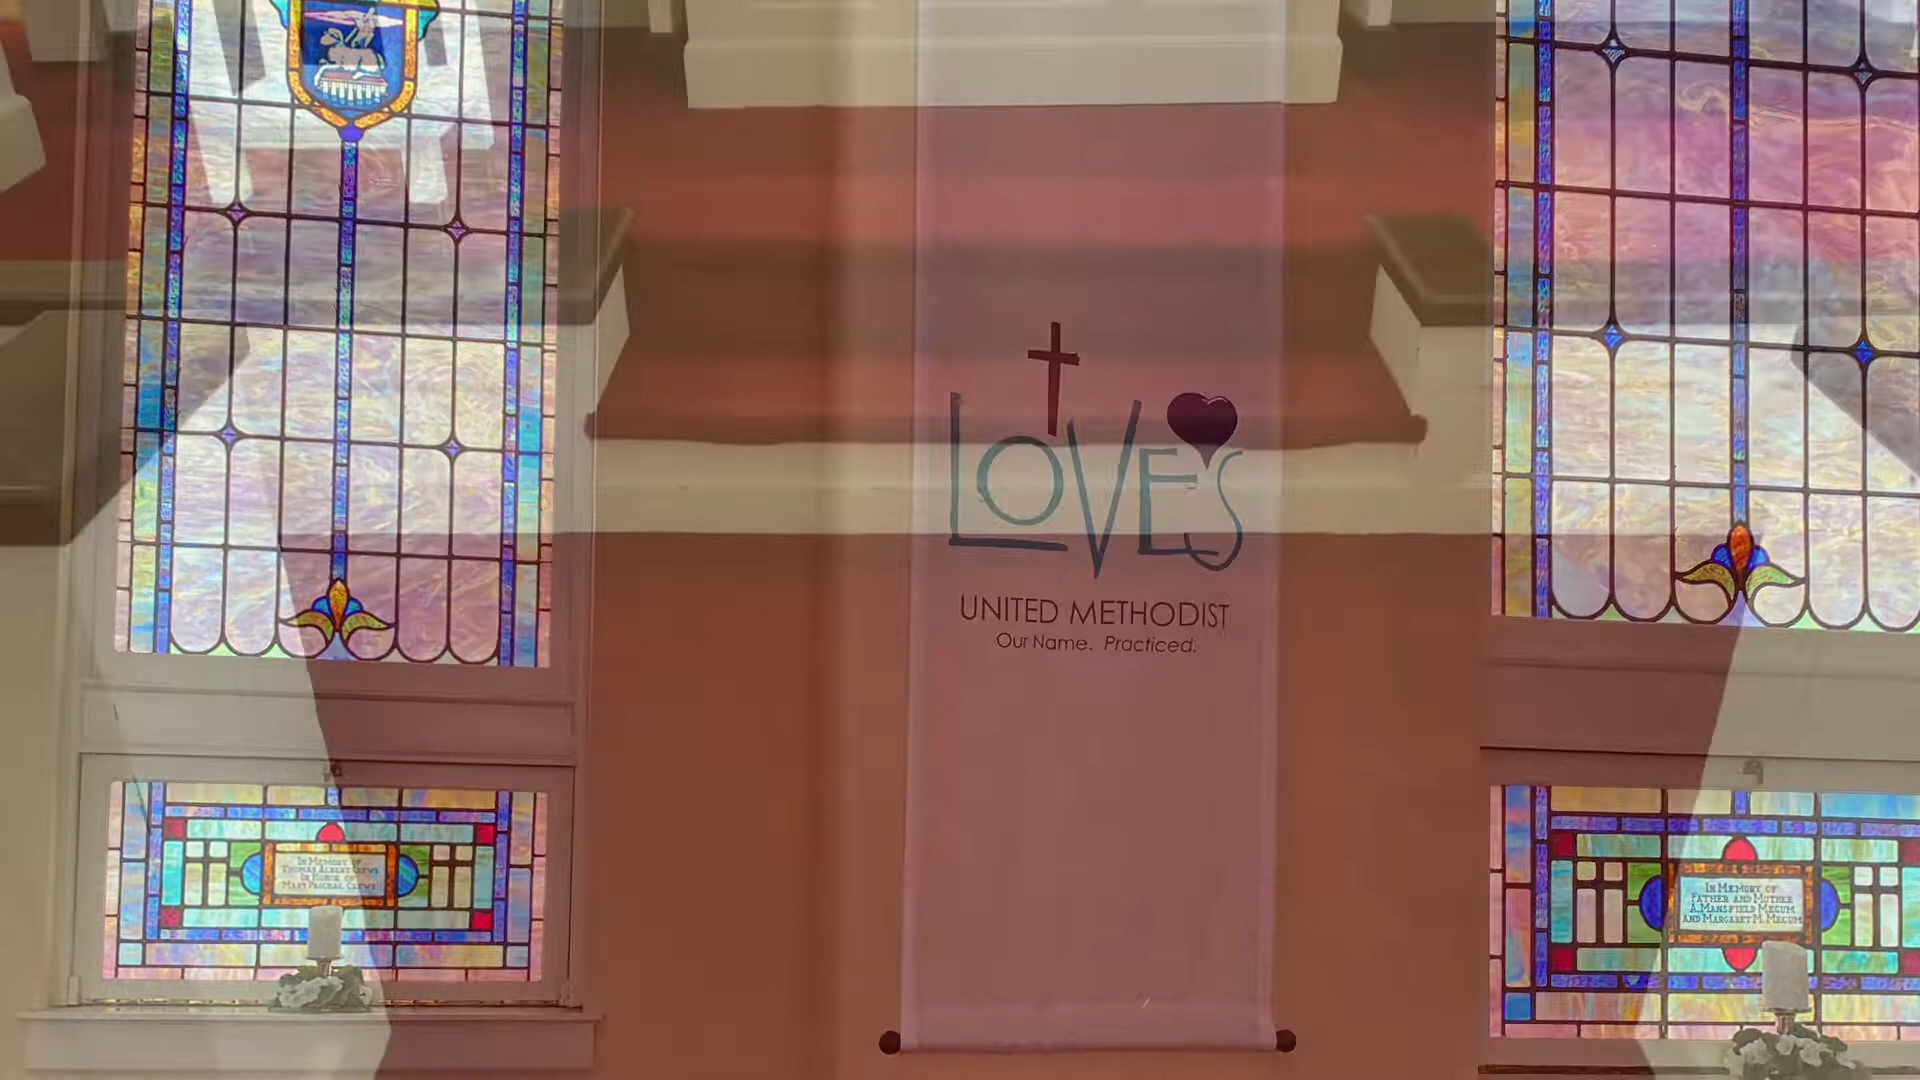 LOVE'S
UNITED METHODIST
Our Name. Practiced.
IN MEMORY OF
THOMAS ALBERT CREWS
IN HONOR OF
MARY PASCHAL CREWS
IN MEMORY OF
FATHER AND MOTHER
A. MANSFIELD MECUM
AND MARGARET M. MECUM